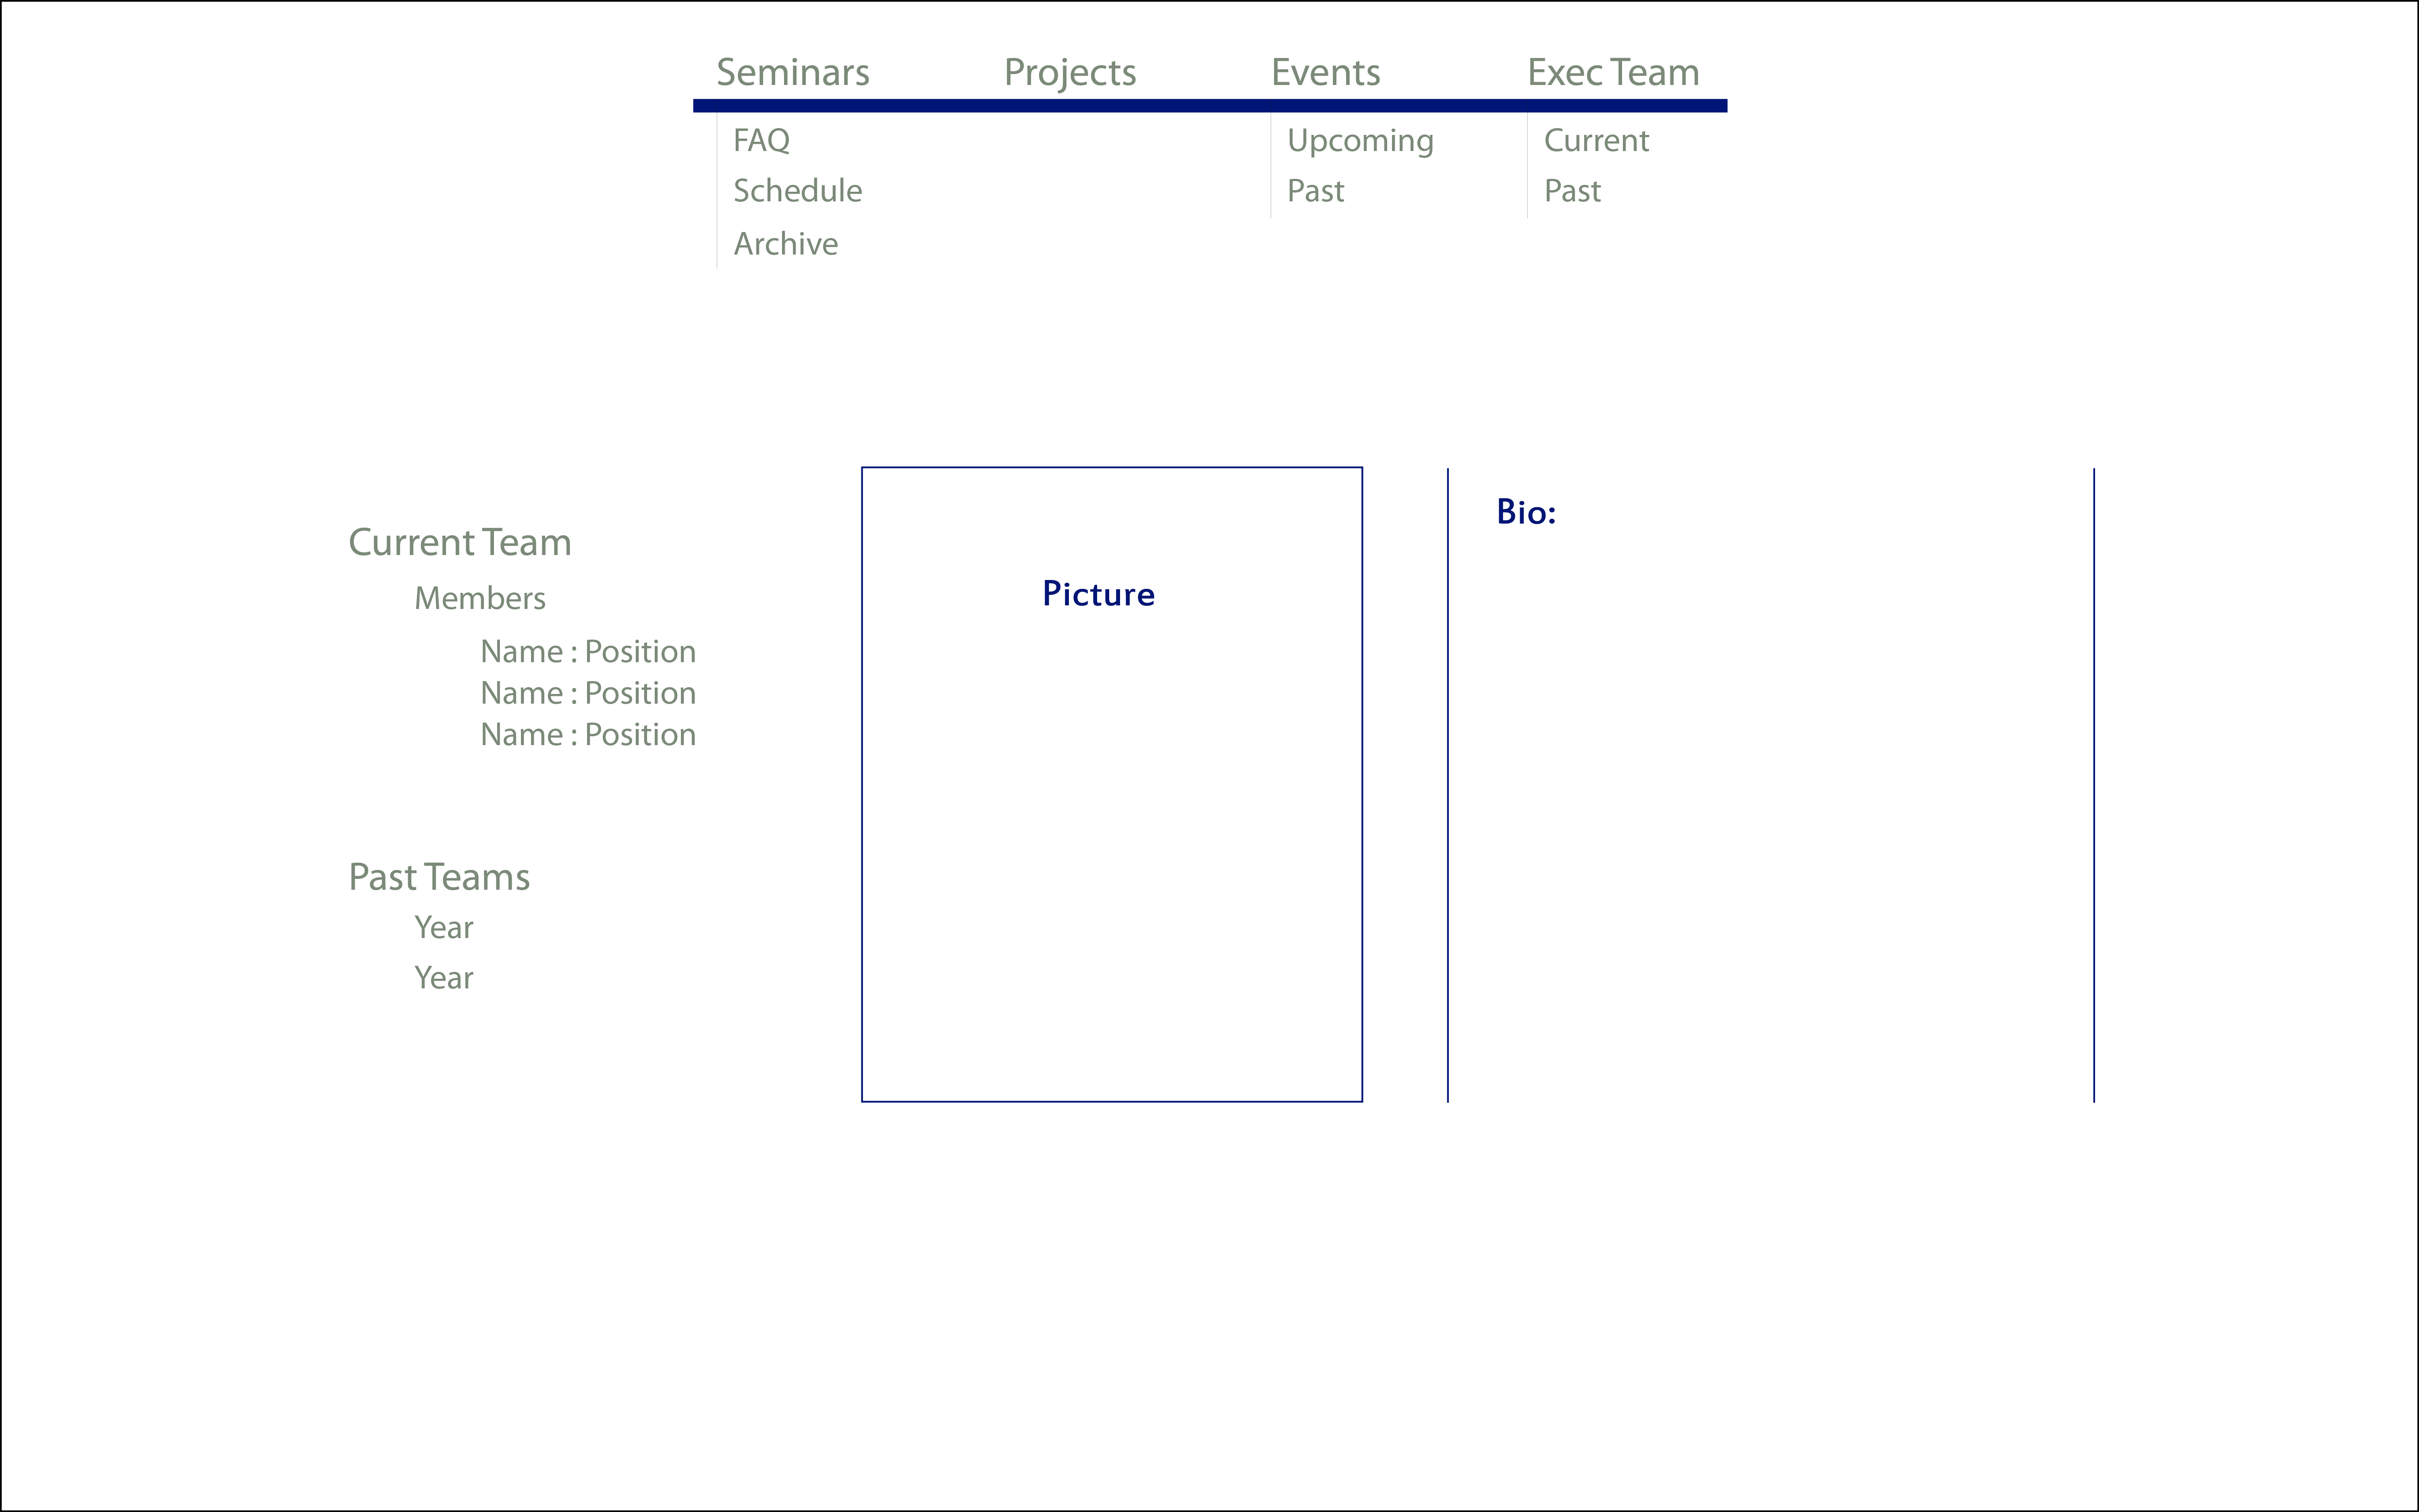 Seminars Projects Events Exec Team
FAQ Upcoming Current
Schedule Past Past
Archive
Current Team
Members
Name : Position
Name : Position
Name : Position
Past Teams
Year
Year
Picture
Bio: